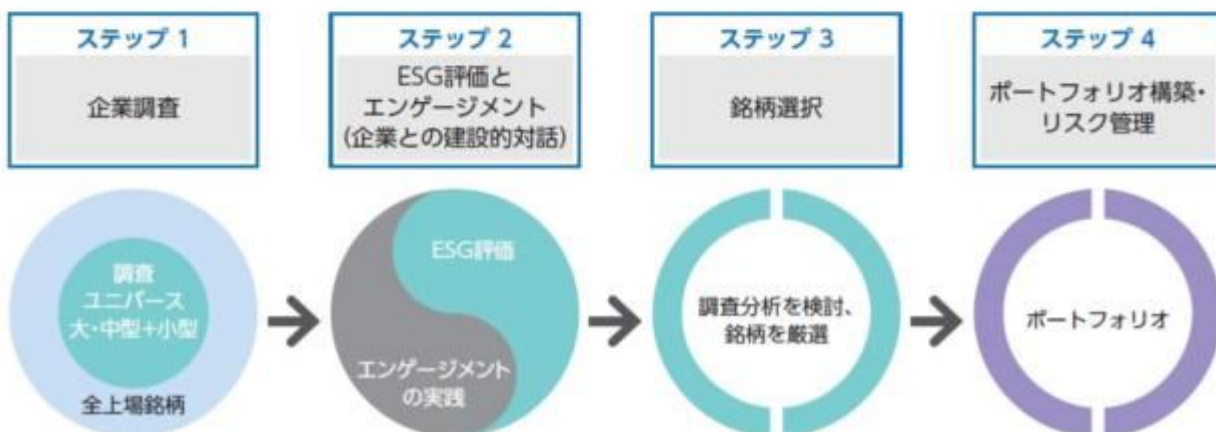 ステップ 1
企業調査
ステップ 2
ESG評価と
エンゲージメント
(企業との建設的対話)
ステップ 3
銘柄選択
ステップ 4
ポートフォリオ構築・
リスク管理
調査
ユニバース
大・中型+小型
全上場銘柄
ESG評価
エンゲージメント
の実践
調査分析を検討、
銘柄を厳選
ポートフォリオ